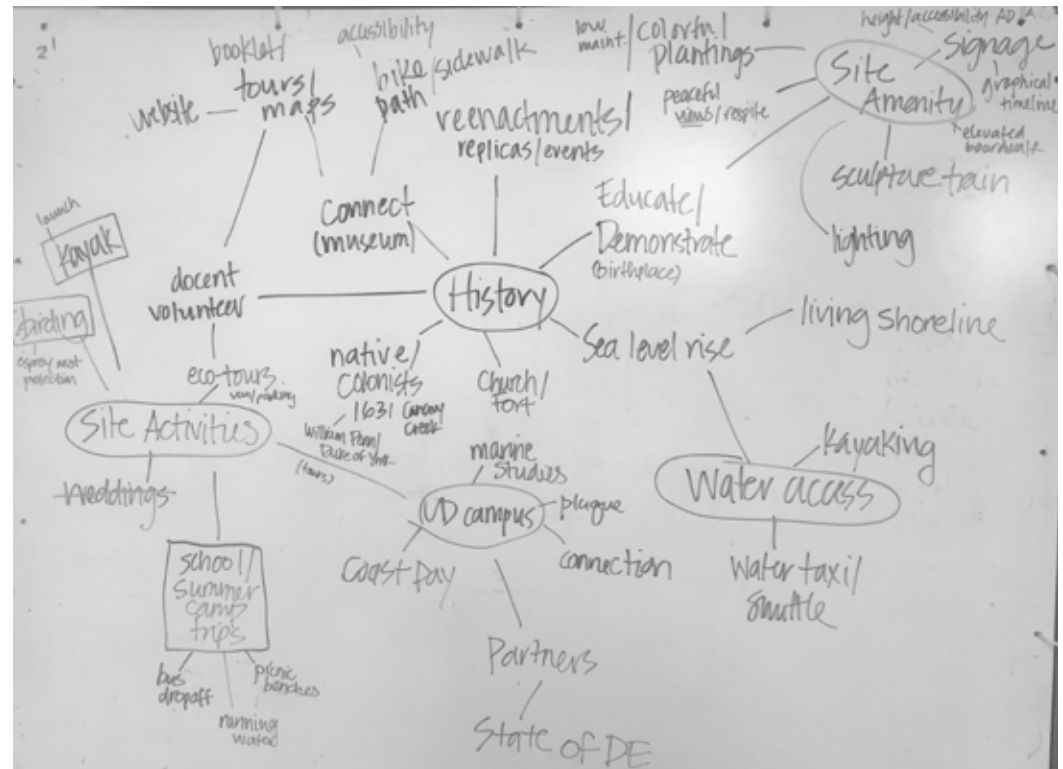 2'
booklet/
tours/
maps
website
accessibility
bike/sidewalk
path
reenactments/
replicas/events
low
maint./
colorful/
plantings
peaceful
views/respite
height/accessibility ADA
signage
graphical
timeline
Site
Amenity
elevated
boardwalk
sculpture train
lighting
Educate/
Demonstrate
(birthplace)
connect
(museum)
launch
kayak
docent
volunteer
History
birding
osprey nest
protection
native/
colonists
1631 Canary
Creek
William Penn/
Duke of York
church/
fort
Sea level rise
living shoreline
eco-tours
Site Activities
(tours)
weddings
marine
studies
UD campus
plaque
connection
Coast Day
kayaking
Water access
Water taxi/
shuttle
school/
summer
camp
trips
bus
dropoff
picnic
benches
running
water
Partners
State of DE